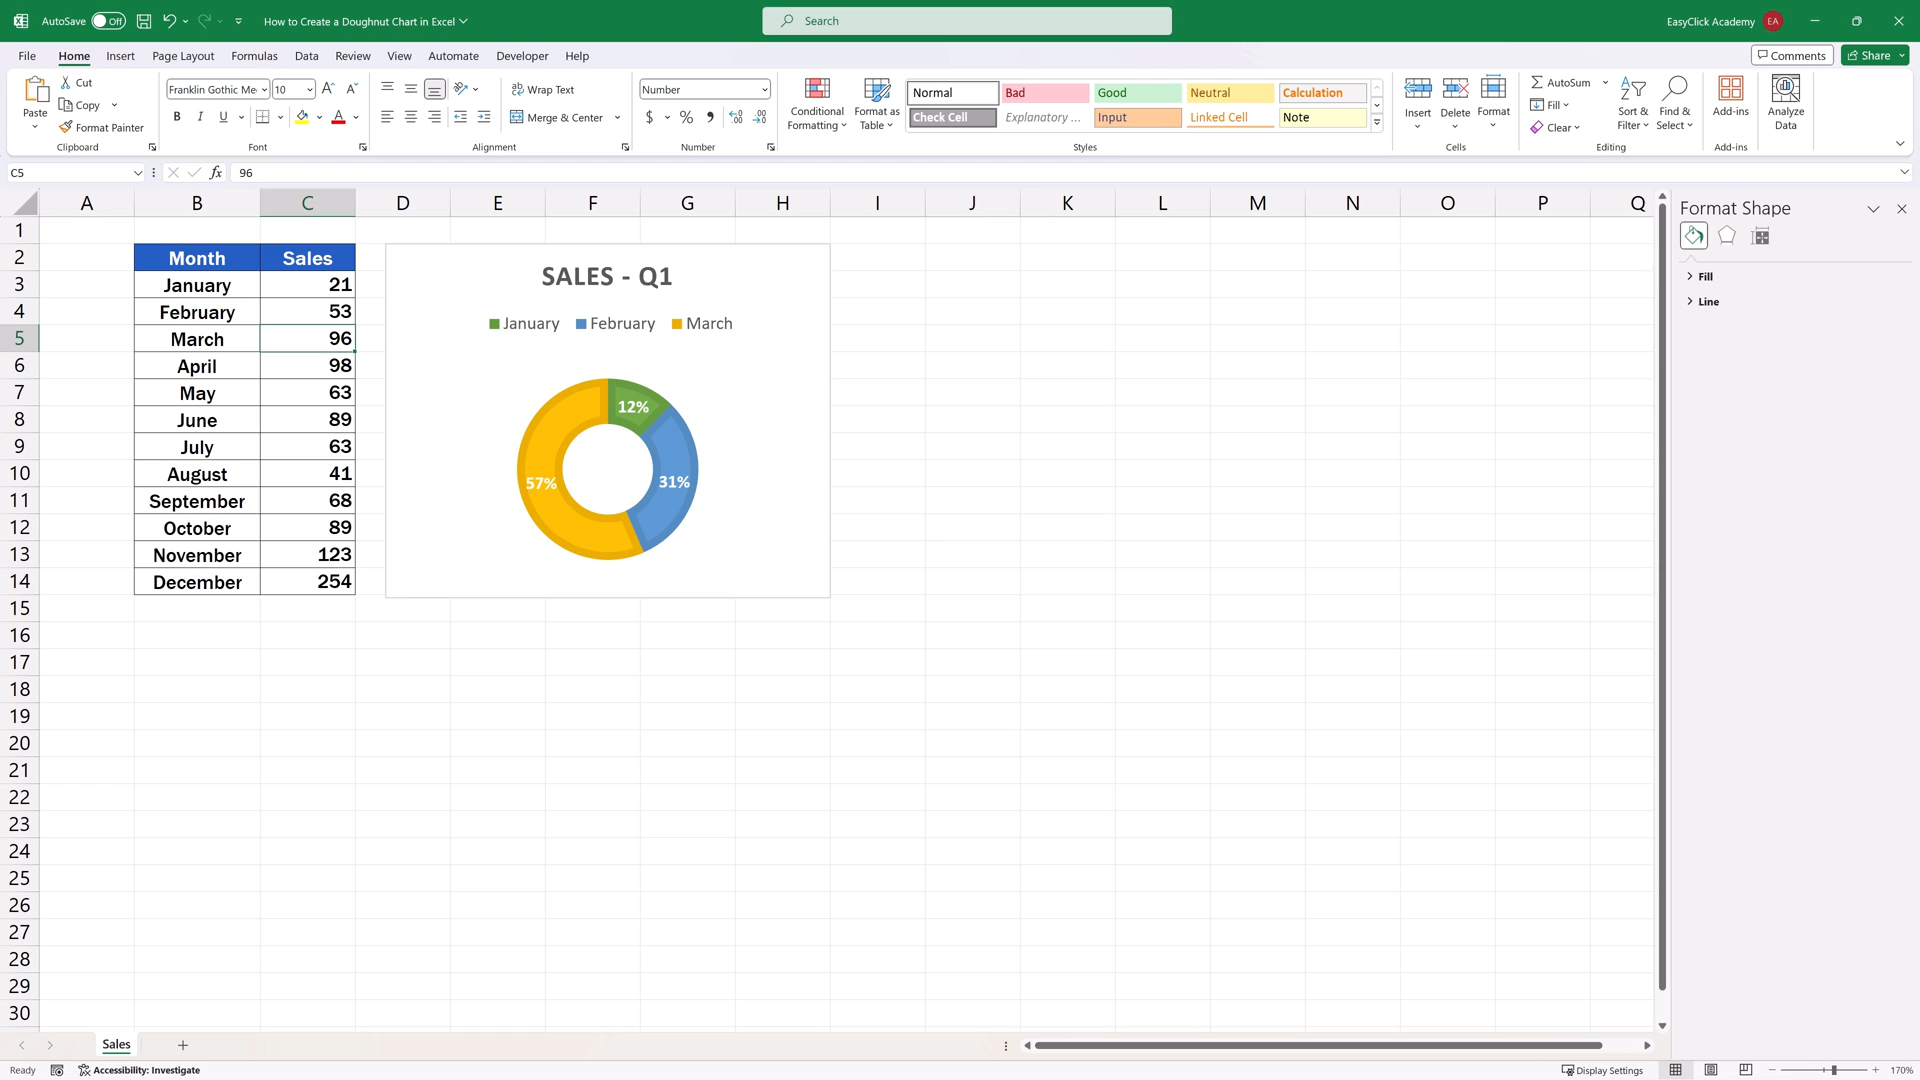 AutoSave Off How to Create a Doughnut Chart in Excel Search EasyClick Academy EA
File Home Insert Page Layout Formulas Data Review View Automate Developer Help Comments Share
Paste Cut Copy Format Painter Clipboard
Franklin Gothic Me 10 B I U A Font
ab Wrap Text Merge & Center Alignment
Number $ % Number
Conditional Formatting Format as Table
Normal Bad Good Neutral Calculation
Check Cell Explanatory ... Input Linked Cell Note
Styles
Insert Delete Format Cells
AutoSum Fill Clear Sort & Filter Find & Select Editing
Add-ins Add-ins
Analyze Data
C5 fx 96
A B C D E F G H I J K L M N O P Q
1
2 Month Sales
3 January 21
4 February 53
5 March 96
6 April 98
7 May 63
8 June 89
9 July 63
10 August 41
11 September 68
12 October 89
13 November 123
14 December 254
15
16
17
18
19
20
21
22
23
24
25
26
27
28
29
30
SALES - Q1
January February March
12%
31%
57%
Format Shape
Fill
Line
Sales
Ready Accessibility: Investigate Display Settings 170%